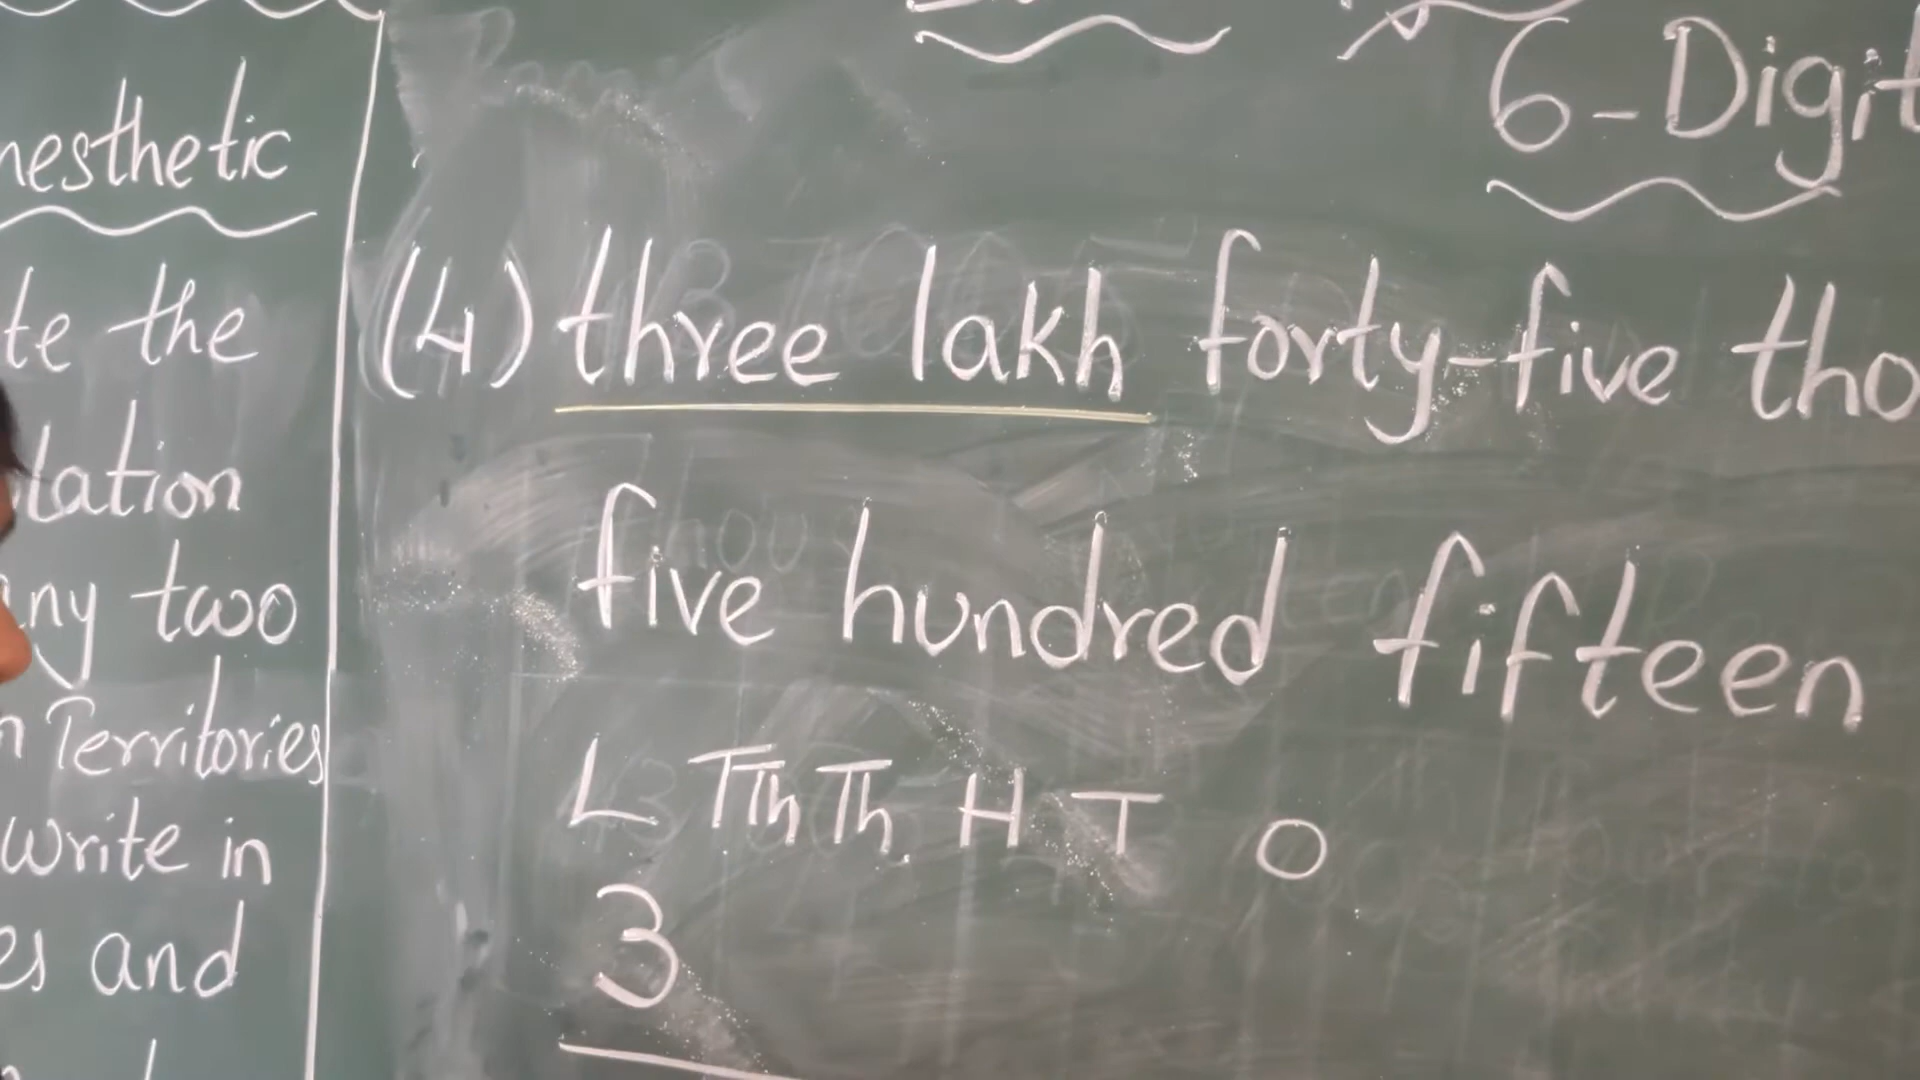 nesthetic
te the
lation
ny two
Territories
write in
es and
6-Digit
(4) three lakh forty-five tho
five hundred fifteen
L TTh Th H T O
3